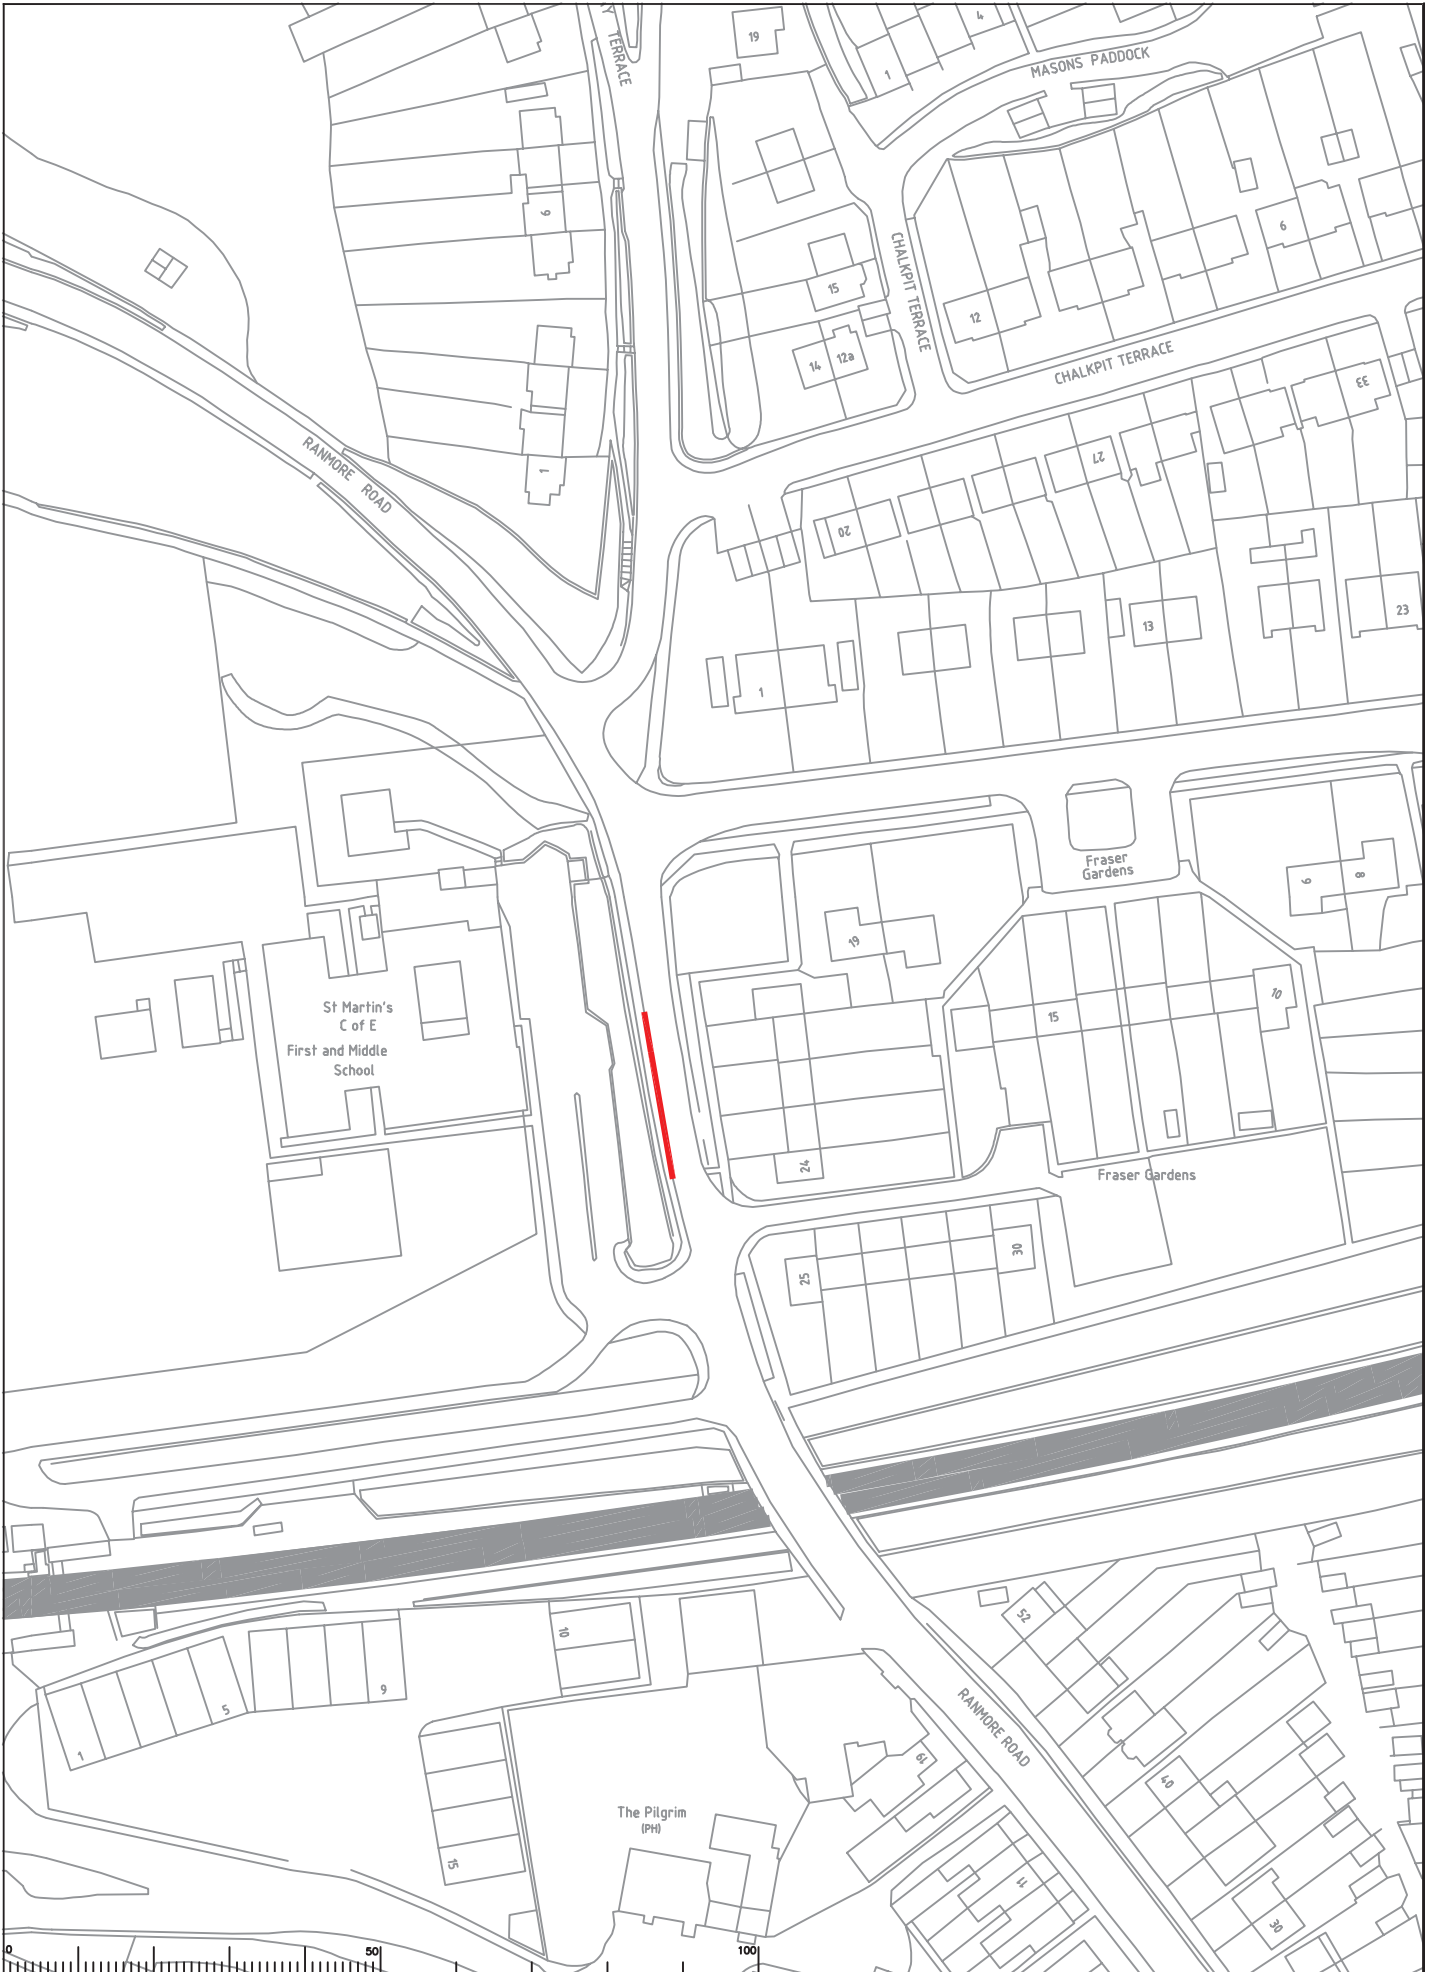 TERRACE
19
4
1
MASONS PADDOCK
9
CHALKPIT TERRACE
6
15
12
14
12a
CHALKPIT TERRACE
33
RANMORE ROAD
1
27
20
23
13
1
Fraser
Gardens
9
8
19
10
St Martin's
C of E
First and Middle
School
15
24
Fraser Gardens
30
25
52
10
9
5
1
RANMORE ROAD
61
40
The Pilgrim
(PH)
15
11
30
0
50
100